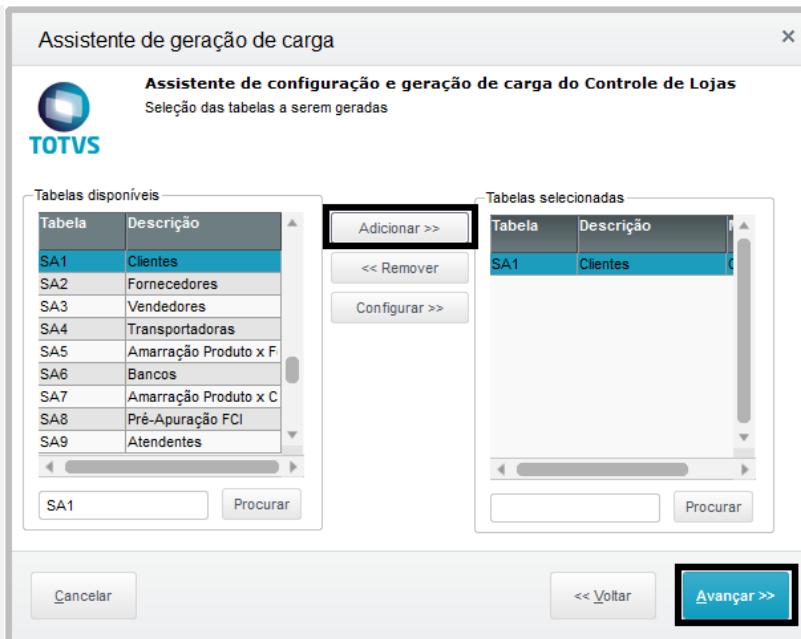 Assistente de geração de carga
×
Assistente de configuração e geração de carga do Controle de Lojas
Seleção das tabelas a serem geradas
TOTVS
Tabelas disponíveis
Tabela Descrição
SA1 Clientes
SA2 Fornecedores
SA3 Vendedores
SA4 Transportadoras
SA5 Amarração Produto x F
SA6 Bancos
SA7 Amarração Produto x C
SA8 Pré-Apuração FCI
SA9 Atendentes
SA1 Procurar
Adicionar >>
<< Remover
Configurar >>
Tabelas selecionadas
Tabela Descrição
SA1 Clientes
Procurar
Cancelar
<< Voltar
Avançar >>